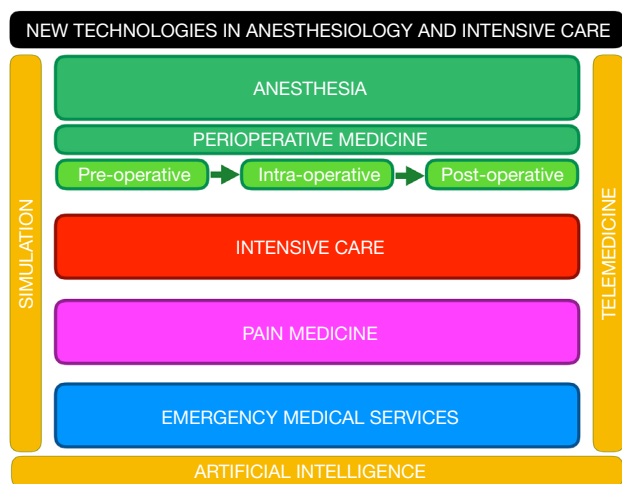 NEW TECHNOLOGIES IN ANESTHESIOLOGY AND INTENSIVE CARE
SIMULATION
ANESTHESIA
PERIOPERATIVE MEDICINE
Pre-operative
Intra-operative
Post-operative
INTENSIVE CARE
PAIN MEDICINE
EMERGENCY MEDICAL SERVICES
TELEMEDICINE
ARTIFICIAL INTELLIGENCE